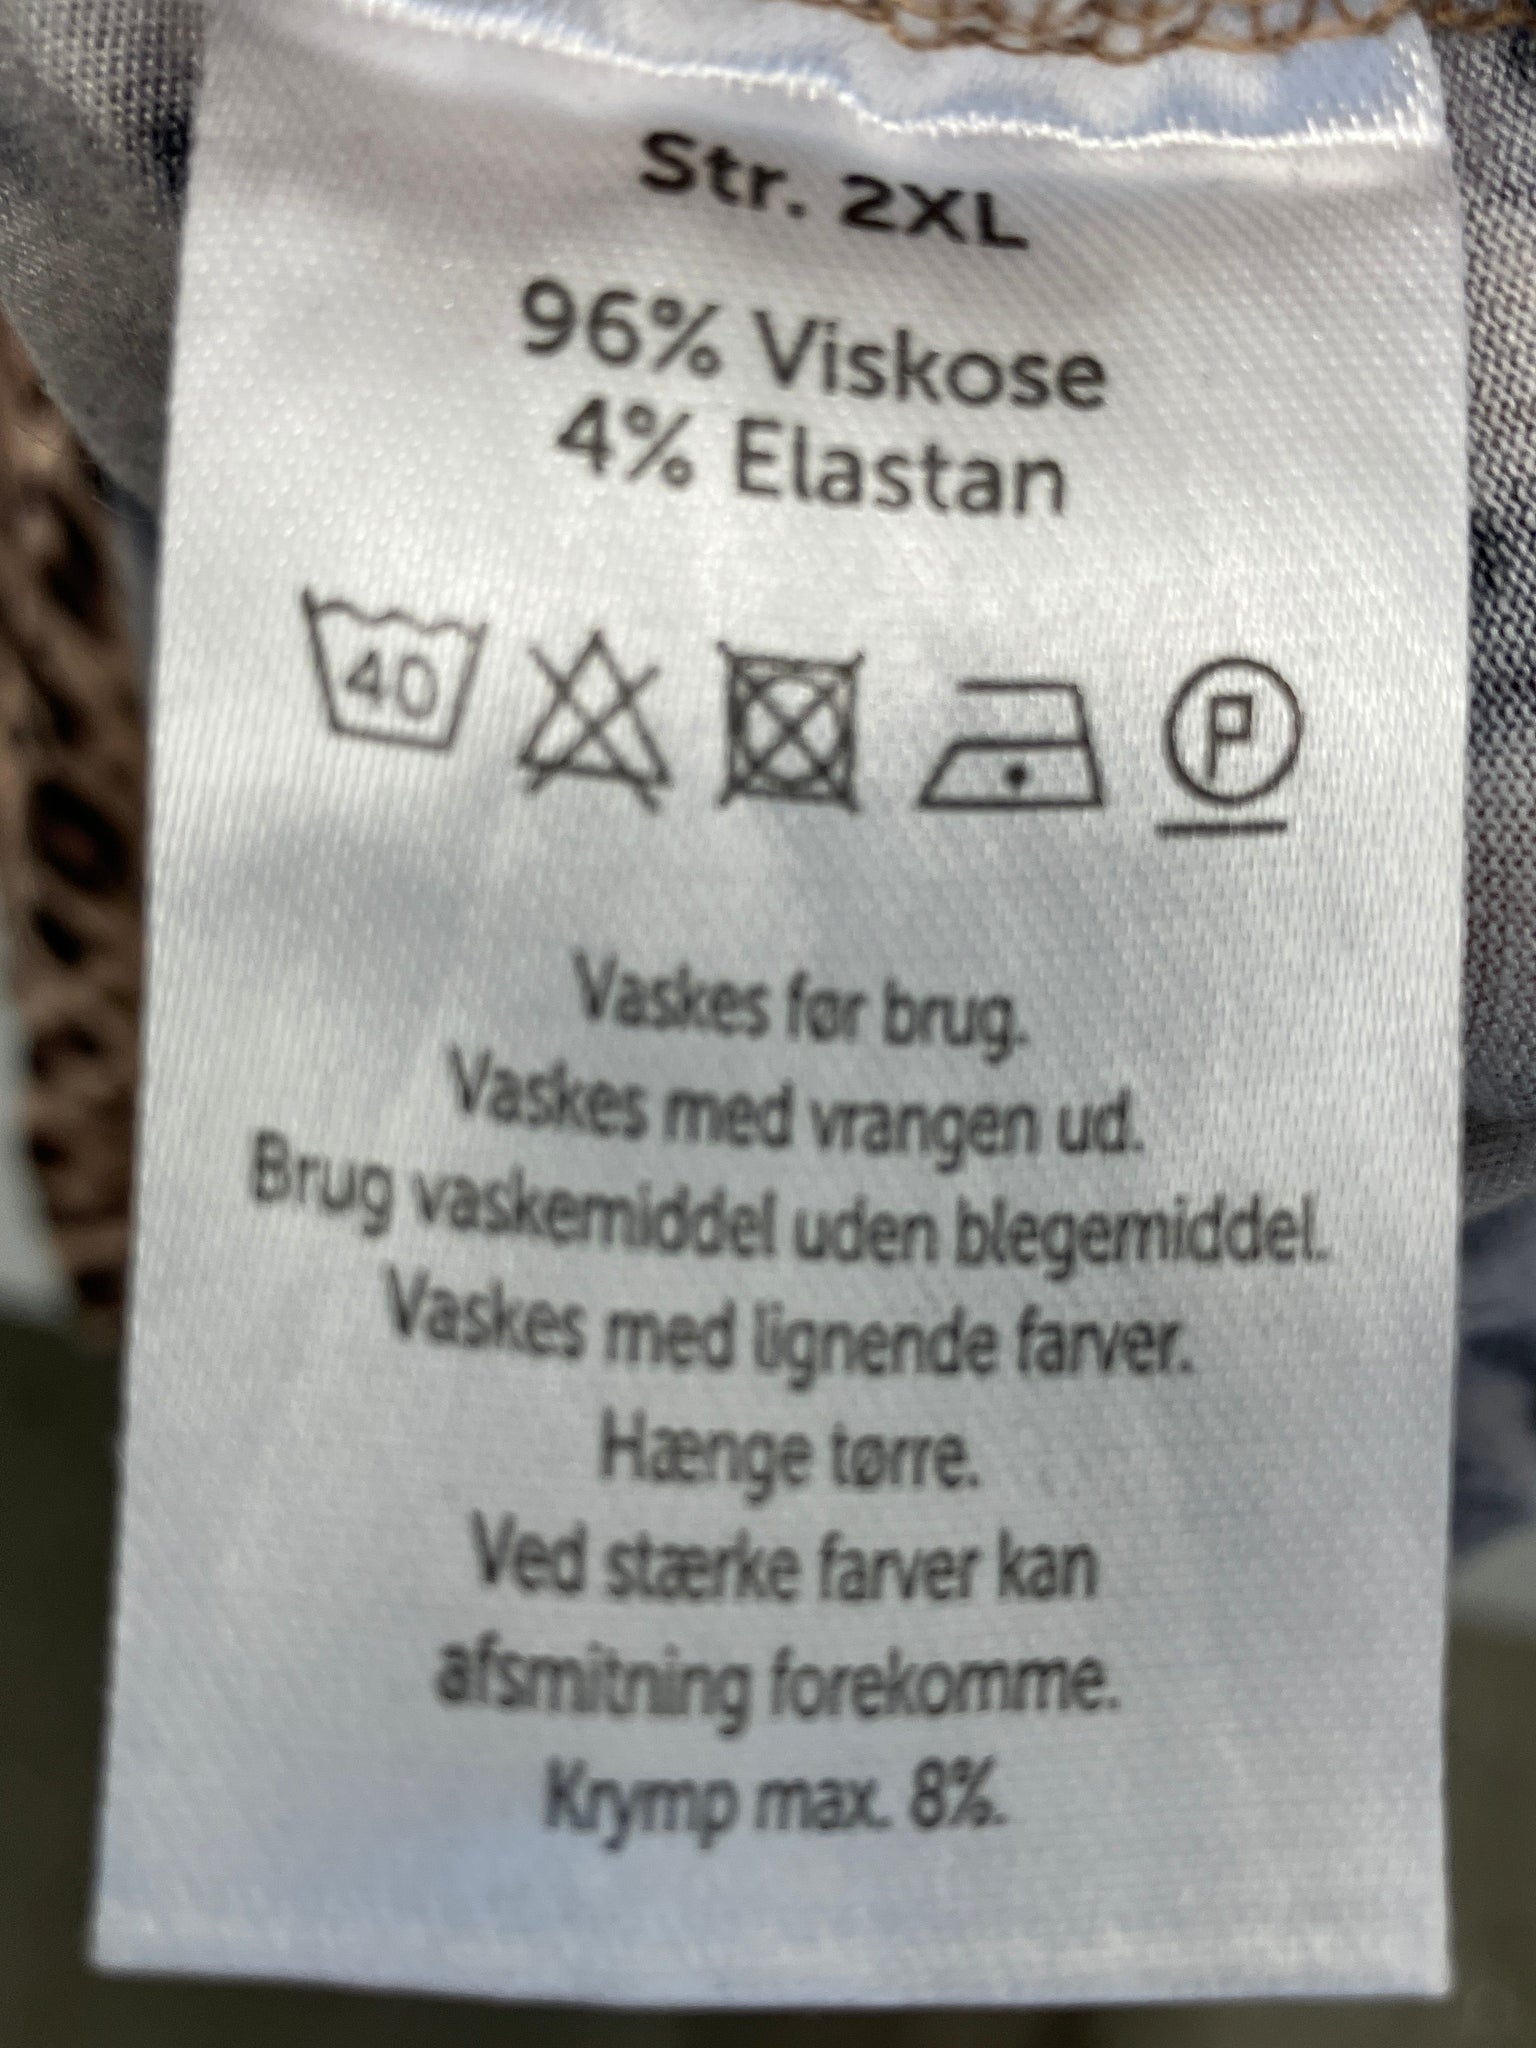 Str. 2XL
96% Viskose
4% Elastan
40 P
Vaskes før brug.
Vaskes med vrangen ud.
Brug vaskemiddel uden blegemiddel.
Vaskes med lignende farver.
Hænge tørre.
Ved stærke farver kan
afsmitning forekomme.
Krymp max. 8%.